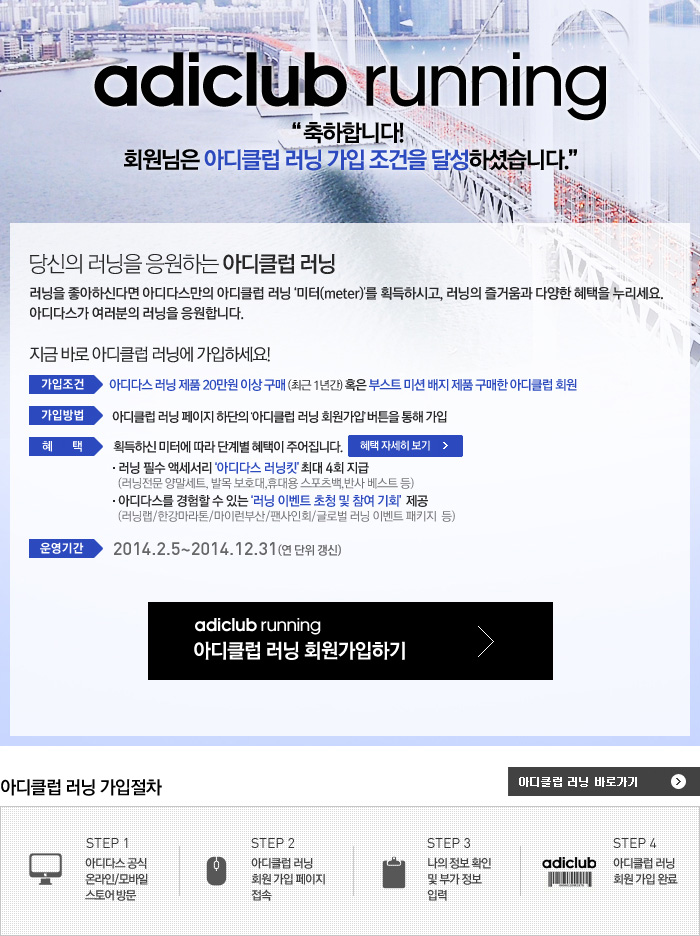 adiclub running
“ 축하합니다!
회원님은 아디클럽 러닝 가입 조건을 달성하셨습니다.”
당신의 러닝을 응원하는 아디클럽 러닝
러닝을 좋아하신다면 아디다스만의 아디클럽 러닝 '미터(meter)'를 획득하시고, 러닝의 즐거움과 다양한 혜택을 누리세요.
아디다스가 여러분의 러닝을 응원합니다.
지금 바로 아디클럽 러닝에 가입하세요!
가입조건 아디다스 러닝 제품 20만원 이상 구매 (최근 1년간) 혹은 부스트 미션 배지 제품 구매한 아디클럽 회원
가입방법 아디클럽 러닝 페이지 하단의 '아디클럽 러닝 회원가입' 버튼을 통해 가입
혜 택 획득하신 미터에 따라 단계별 혜택이 주어집니다. 혜택 자세히 보기 >
· 러닝 필수 액세서리 '아디다스 러닝킷' 최대 4회 지급
(러닝전문 양말세트, 발목 보호대,휴대용 스포츠백,반사 베스트 등)
· 아디다스를 경험할 수 있는 '러닝 이벤트 초청 및 참여 기회' 제공
(러닝랩/한강마라톤/마이런부산/팬사인회/글로벌 러닝 이벤트 패키지 등)
운영기간 2014.2.5~2014.12.31(연 단위 갱신)
adiclub running
아디클럽 러닝 회원가입하기
아디클럽 러닝 가입절차
아디클럽 러닝 바로가기
STEP 1
아디다스 공식
온라인/모바일
스토어 방문
STEP 2
아디클럽 러닝
회원 가입 페이지
접속
STEP 3
나의 정보 확인
및 부가 정보
입력
adiclub
STEP 4
아디클럽 러닝
회원 가입 완료